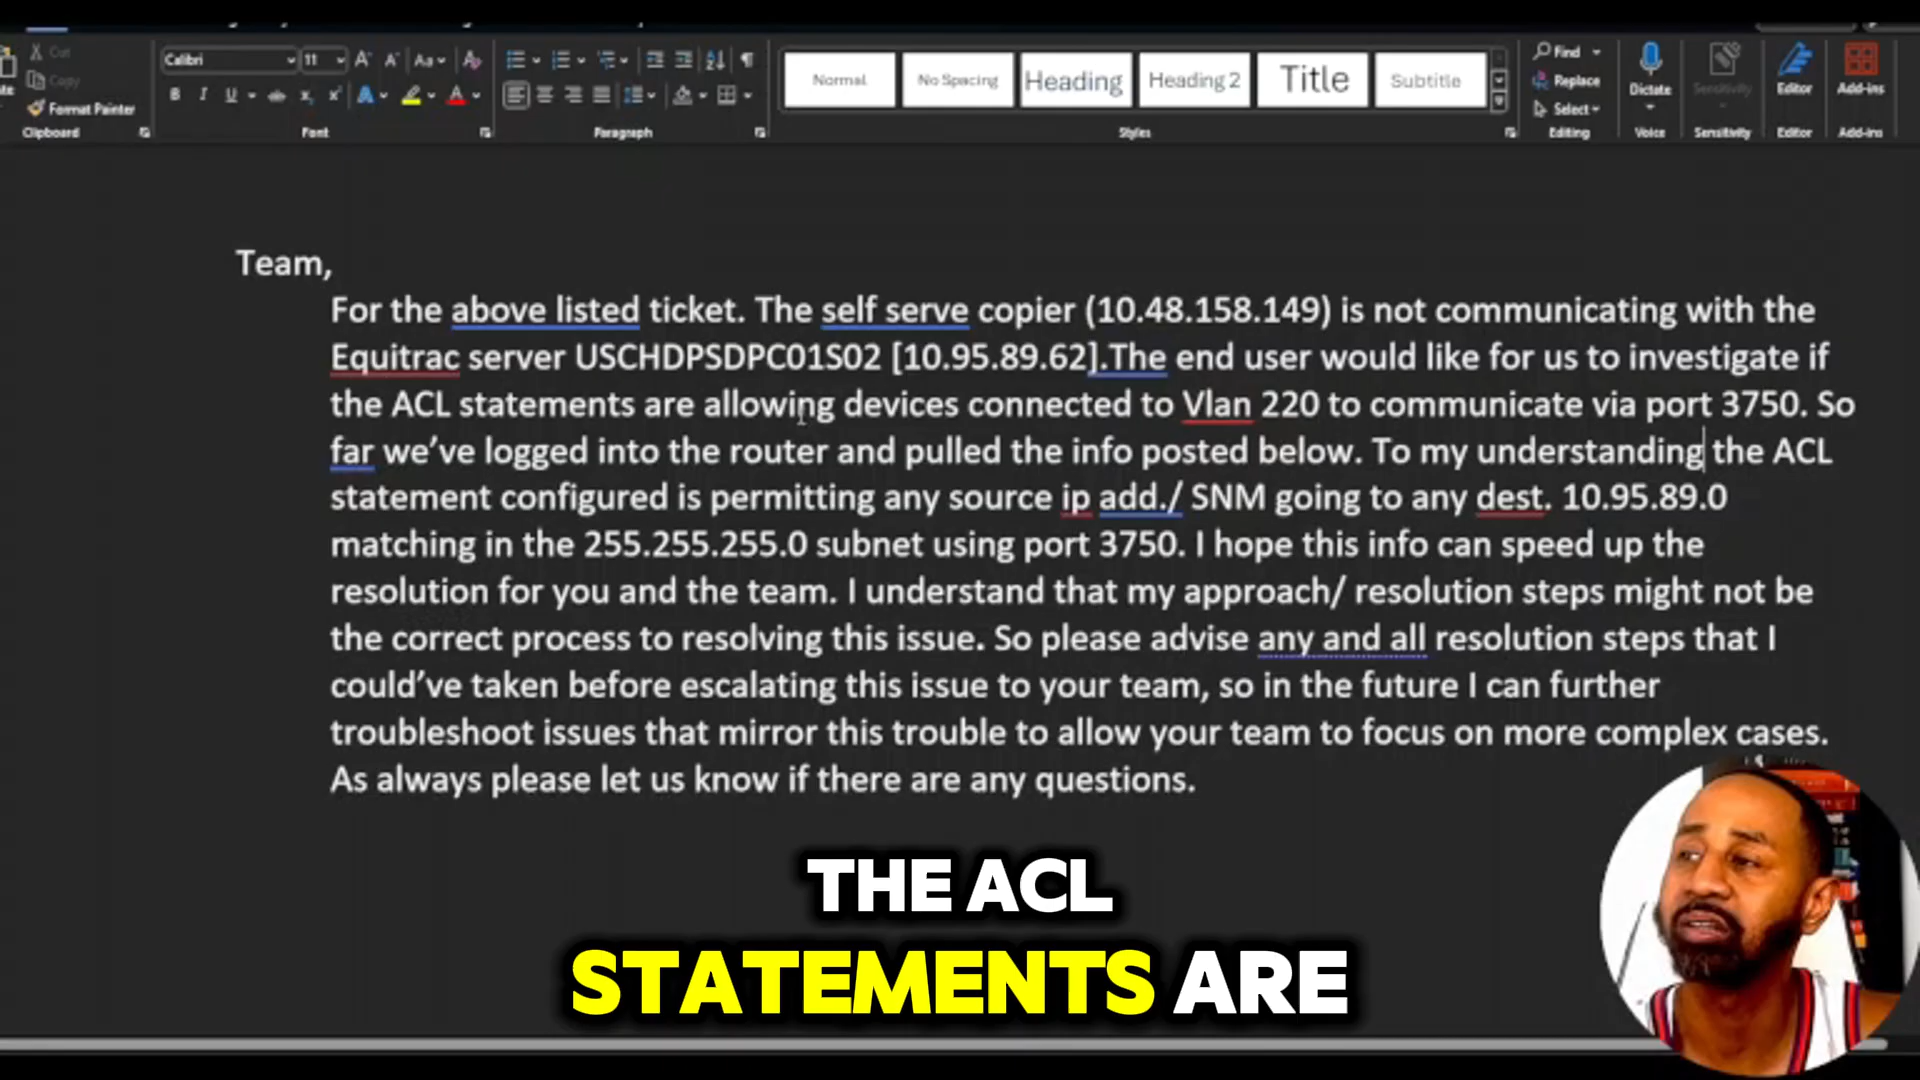 Cut
Copy
Format Painter
Clipboard
Calibri
11
Font
Paragraph
Normal
No Spacing
Heading
Heading 2
Title
Subtitle
Styles
Find
Replace
Select
Editing
Dictate
Voice
Sensitivity
Sensitivity
Editor
Editor
Add-ins
Add-ins
Team,
For the above listed ticket. The self serve copier (10.48.158.149) is not communicating with the
Equitrac server USCHDPSDPC01S02 [10.95.89.62].The end user would like for us to investigate if
the ACL statements are allowing devices connected to Vlan 220 to communicate via port 3750. So
far we’ve logged into the router and pulled the info posted below. To my understanding the ACL
statement configured is permitting any source ip add./ SNM going to any dest. 10.95.89.0
matching in the 255.255.255.0 subnet using port 3750. I hope this info can speed up the
resolution for you and the team. I understand that my approach/ resolution steps might not be
the correct process to resolving this issue. So please advise any and all resolution steps that I
could’ve taken before escalating this issue to your team, so in the future I can further
troubleshoot issues that mirror this trouble to allow your team to focus on more complex cases.
As always please let us know if there are any questions.
THE ACL
STATEMENTS ARE